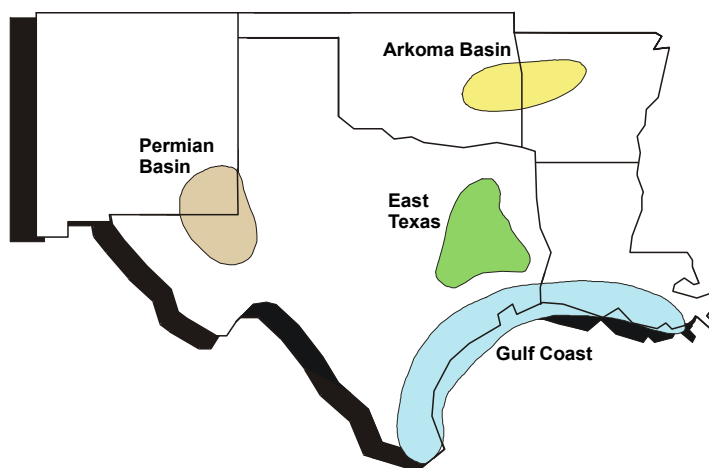 Arkoma Basin
Permian
Basin
East
Texas
Gulf Coast